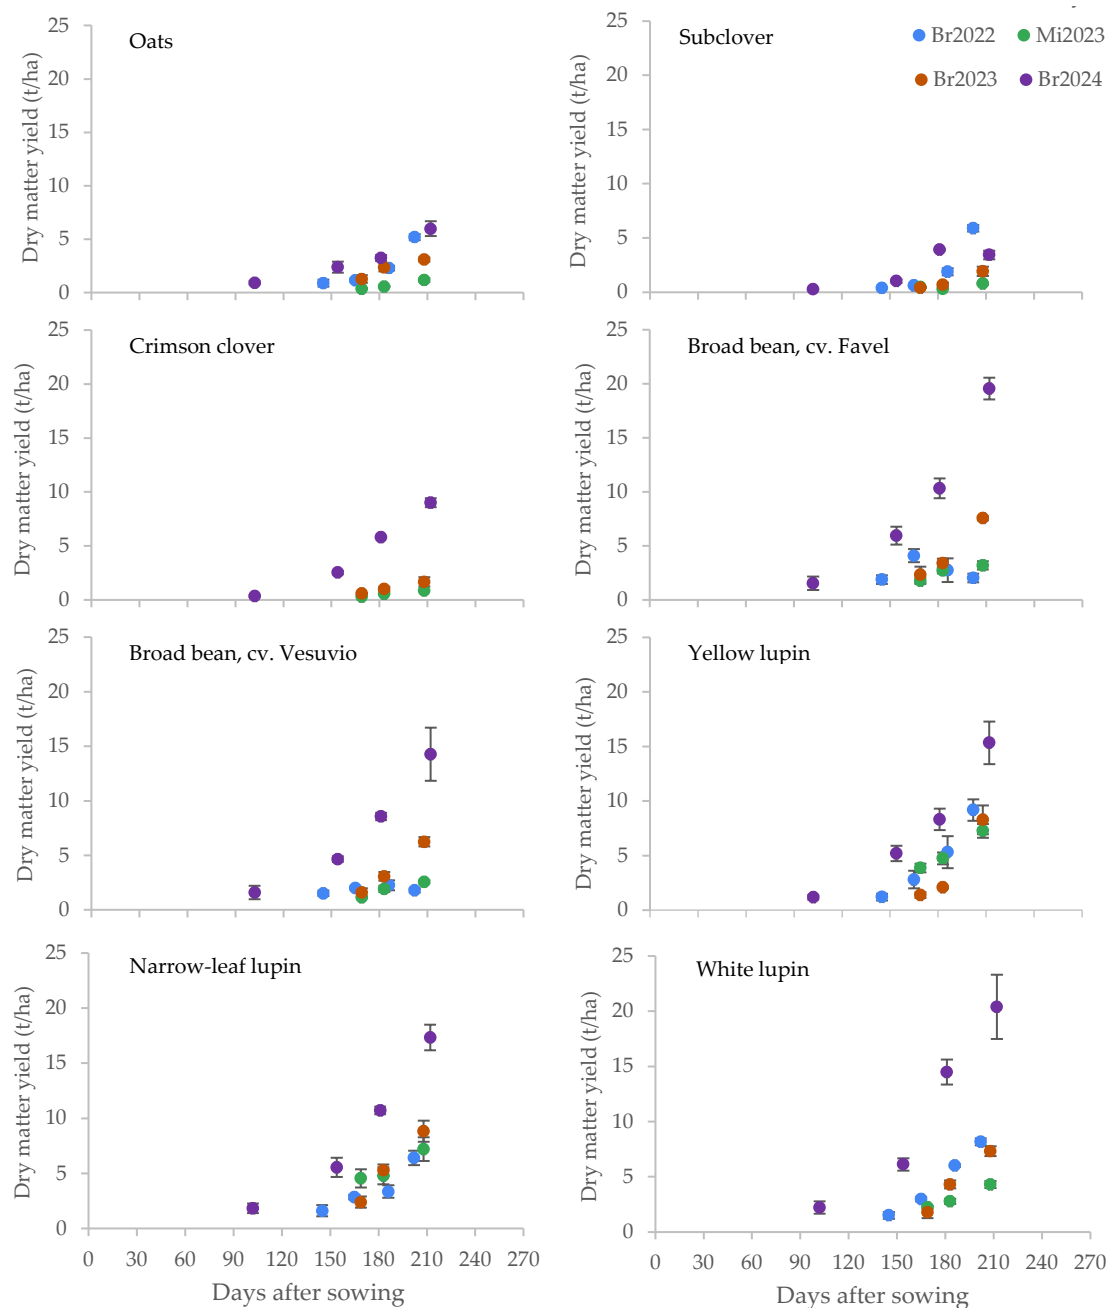 Oats
Dry matter yield (t/ha)
25
20
15
10
5
0
Subclover
Br2022
Mi2023
Br2023
Br2024
Dry matter yield (t/ha)
25
20
15
10
5
0
Crimson clover
Dry matter yield (t/ha)
25
20
15
10
5
0
Broad bean, cv. Favel
Dry matter yield (t/ha)
25
20
15
10
5
0
Broad bean, cv. Vesuvio
Dry matter yield (t/ha)
25
20
15
10
5
0
Yellow lupin
Dry matter yield (t/ha)
25
20
15
10
5
0
Narrow-leaf lupin
Dry matter yield (t/ha)
25
20
15
10
5
0
0 30 60 90 120 150 180 210 240 270
Days after sowing
White lupin
Dry matter yield (t/ha)
25
20
15
10
5
0
0 30 60 90 120 150 180 210 240 270
Days after sowing